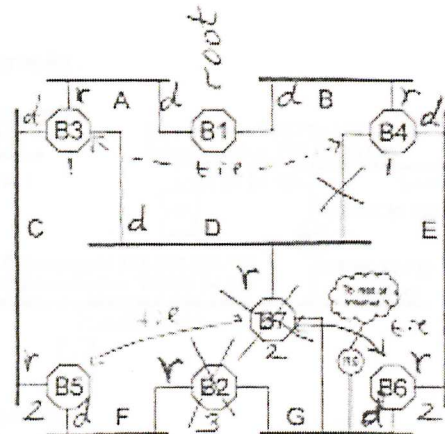 root
r A d d B r
d B3 B1 B4 d
1 tie 1
C d D E
r
tie B7 tie
r 2 r
2 B5 r B2 B6 2
d F 3 G d